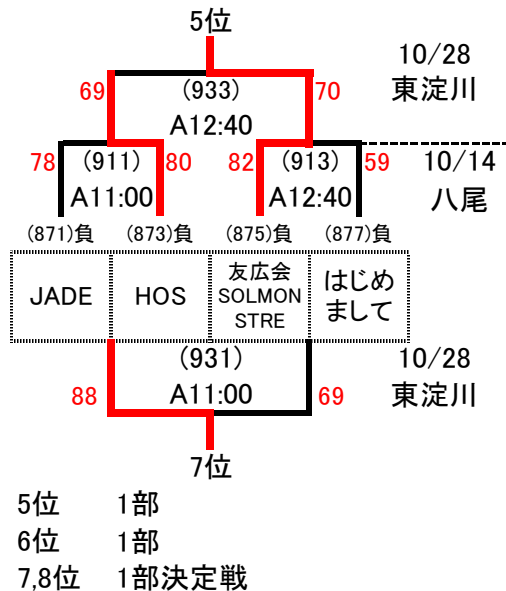 5位
10/28
69 (933) 70 東淀川
A12:40
78 (911) 80 82 (913) 59 10/14
A11:00 A12:40 八尾
(871)負 (873)負 (875)負 (877)負
JADE HOS 友広会 SOLMON STRE はじめ まして
(931) 10/28
88 A11:00 69 東淀川
7位
5位 1部
6位 1部
7,8位 1部決定戦